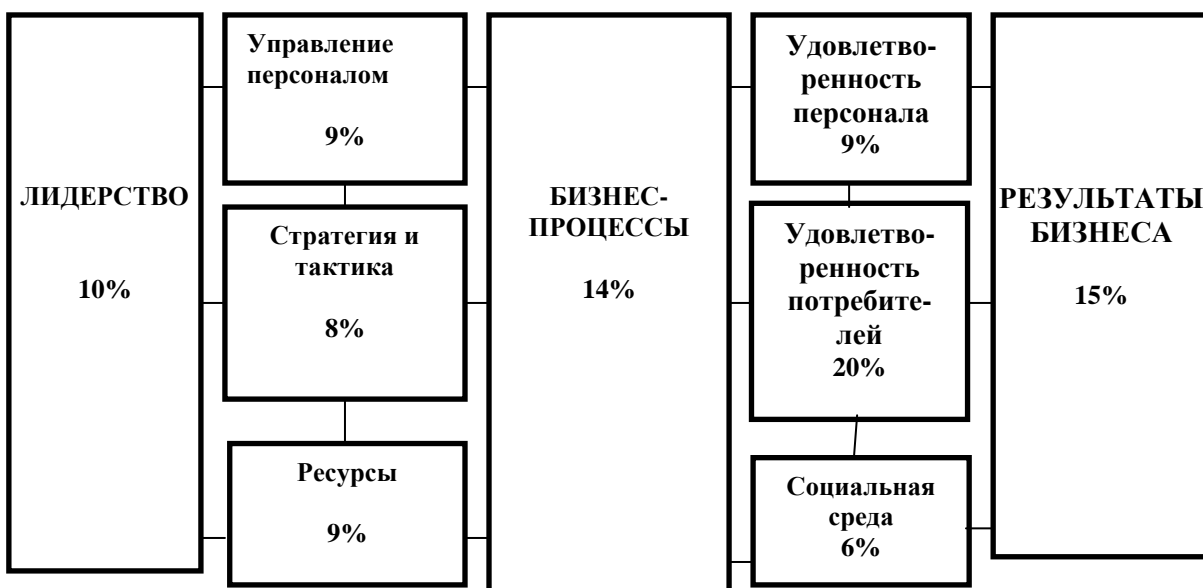 ЛИДЕРСТВО
10%
Управление
персоналом
9%
Стратегия и
тактика
8%
Ресурсы
9%
БИЗНЕС-
ПРОЦЕССЫ
14%
Удовлетво-
ренность
персонала
9%
Удовлетво-
ренность
потребите-
лей
20%
Социальная
среда
6%
РЕЗУЛЬТАТЫ
БИЗНЕСА
15%